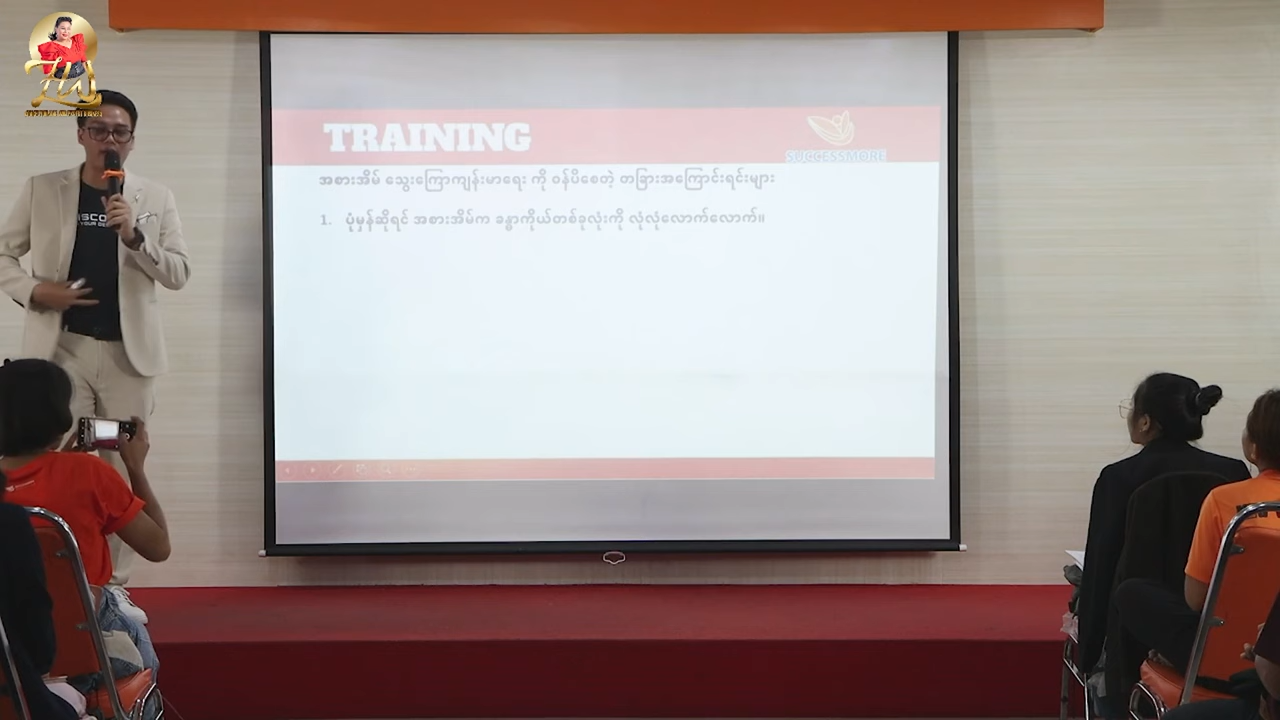 TRAINING
SUCCESSMORE
အစားအိမ် သွေးကြောကျန်းမာရေး ကို ဝန်ပိစေတဲ့ တခြားအကြောင်းရင်းများ
1. ပုံမှန်ဆိုရင် အစားအိမ်က ခန္ဓာကိုယ်တစ်ခုလုံးကို လုံလုံလောက်လောက်။